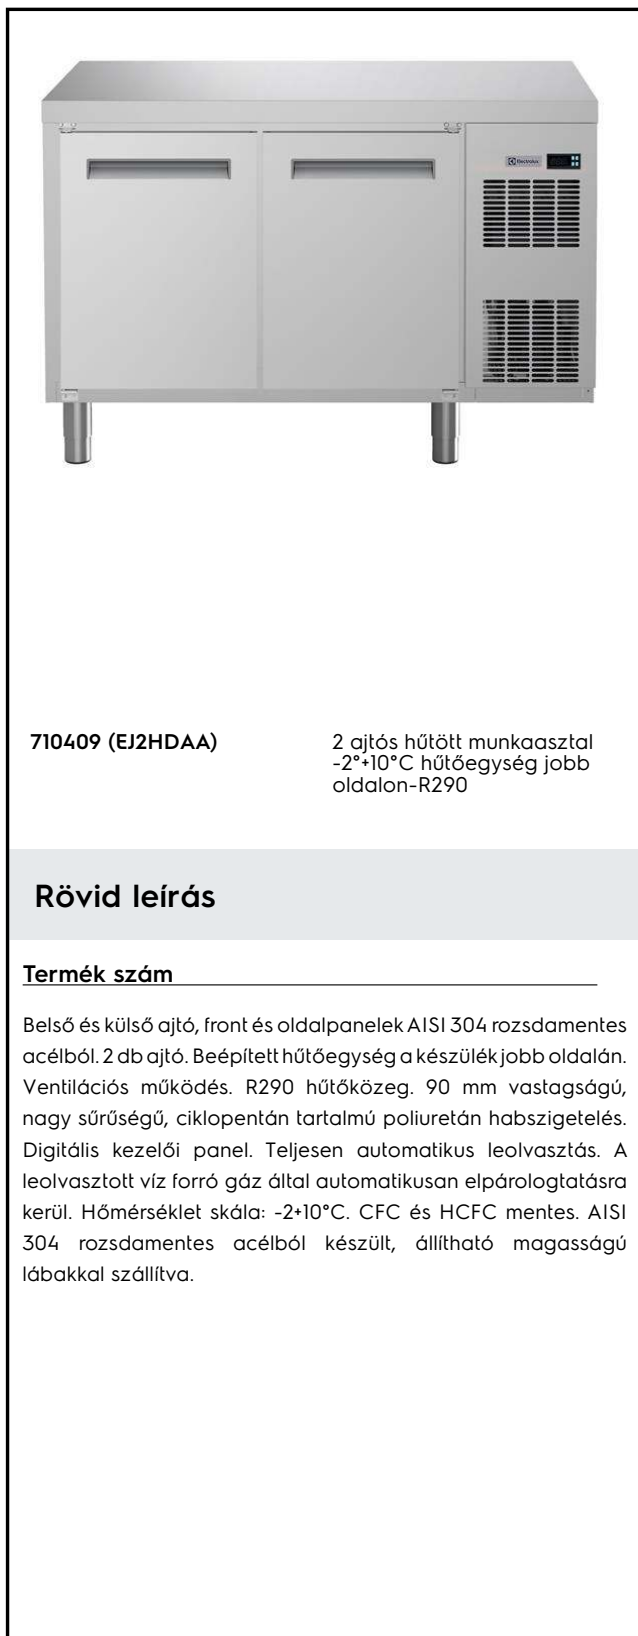 Electrolux
710409 (EJ2HDAA)
2 ajtós hűtött munkaasztal
-2°+10°C hűtőegység jobb
oldalon-R290
Rövid leírás
Termék szám
Belső és külső ajtó, front és oldalpanelek AISI 304 rozsdamentes
acélból. 2 db ajtó. Beépített hűtőegység a készülék jobb oldalán.
Ventilációs működés. R290 hűtőközeg. 90 mm vastagságú,
nagy sűrűségű, ciklopentán tartalmú poliuretán habszigetelés.
Digitális kezelői panel. Teljesen automatikus leolvasztás. A
leolvasztott víz forró gáz által automatikusan elpárologtatásra
kerül. Hőmérséklet skála: -2+10°C. CFC és HCFC mentes. AISI
304 rozsdamentes acélból készült, állítható magasságú
lábakkal szállítva.